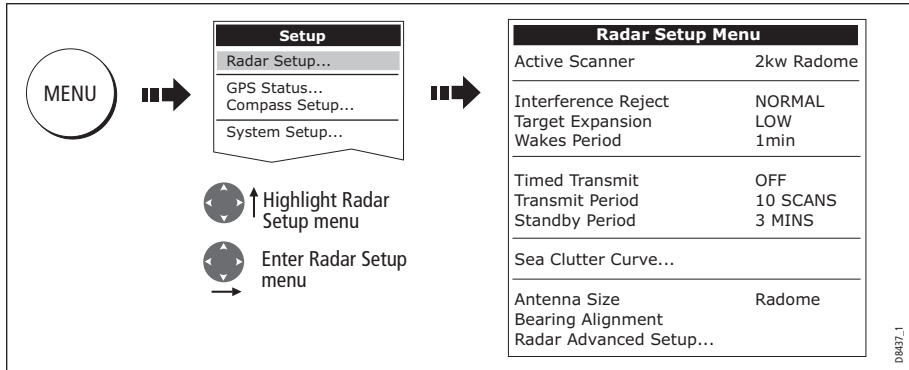 MENU
Setup
Radar Setup...
GPS Status...
Compass Setup...
System Setup...
Highlight Radar
Setup menu
Enter Radar Setup
menu
Radar Setup Menu
Active Scanner 2kw Radome
Interference Reject NORMAL
Target Expansion LOW
Wakes Period 1min
Timed Transmit OFF
Transmit Period 10 SCANS
Standby Period 3 MINS
Sea Clutter Curve...
Antenna Size Radome
Bearing Alignment
Radar Advanced Setup...
D8437_1